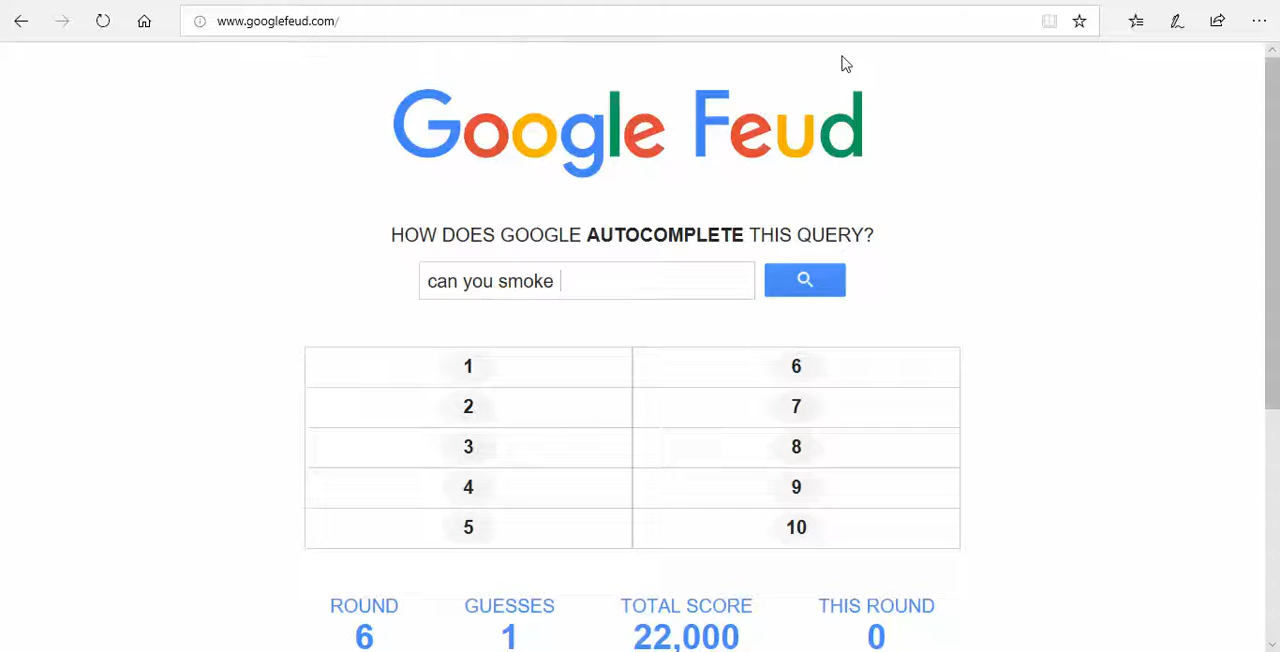 www.googlefeud.com/
Google Feud
HOW DOES GOOGLE AUTOCOMPLETE THIS QUERY?
can you smoke
1 6
2 7
3 8
4 9
5 10
ROUND GUESSES TOTAL SCORE THIS ROUND
6 1 22,000 0